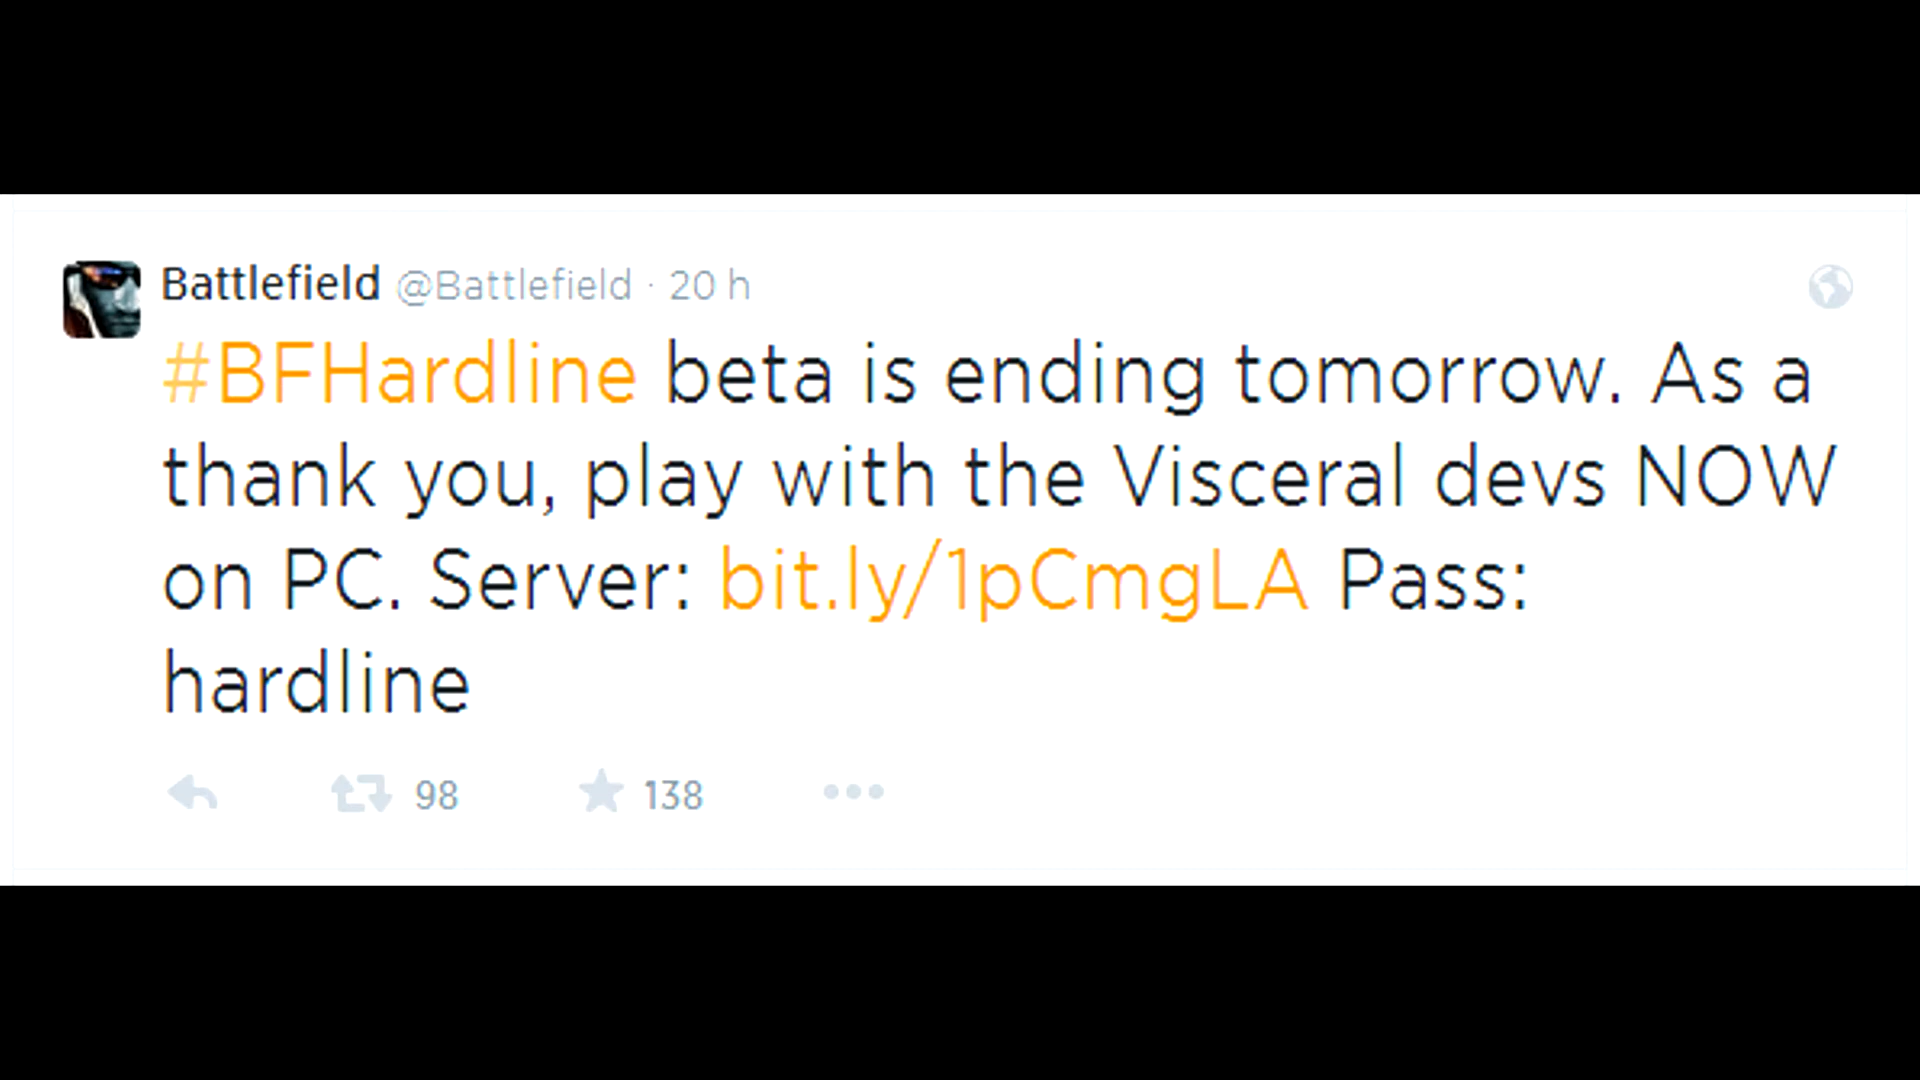 Battlefield @Battlefield · 20 h
#BFHardline beta is ending tomorrow. As a
thank you, play with the Visceral devs NOW
on PC. Server: bit.ly/1pCmgLA Pass:
hardline
98 138